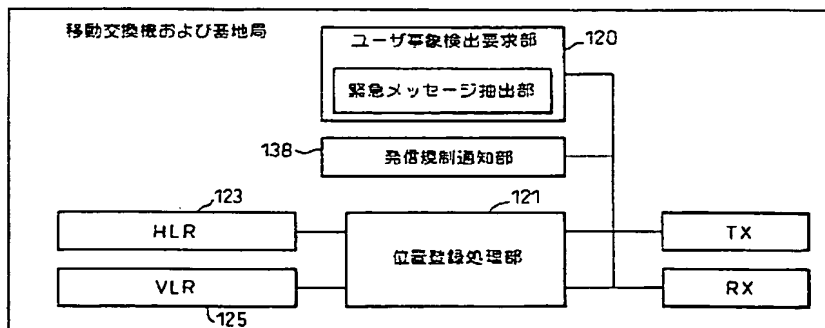 移動交換機および基地局
ユーザ事象検出要求部
120
緊急メッセージ抽出部
138
発信規制通知部
123
121
HLR
位置登録処理部
TX
VLR
RX
125